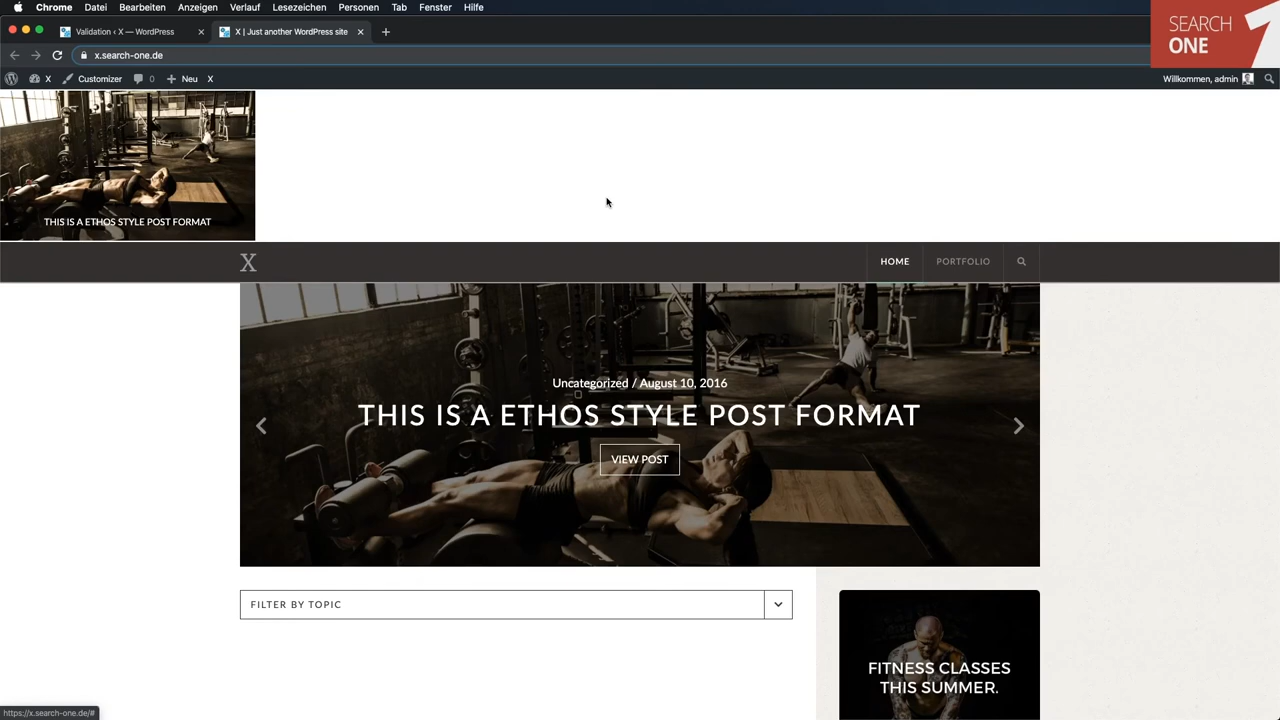 Chrome Datei Bearbeiten Anzeigen Verlauf Lesezeichen Personen Tab Fenster Hilfe
SEARCH
ONE
Validation ‹ X — WordPress
X | Just another WordPress site
x.search-one.de
X Customizer 0 Neu X
Willkommen, admin
THIS IS A ETHOS STYLE POST FORMAT
X
HOME PORTFOLIO
Uncategorized / August 10, 2016
THIS IS A ETHOS STYLE POST FORMAT
VIEW POST
FILTER BY TOPIC
FITNESS CLASSES
THIS SUMMER.
https://x.search-one.de/#